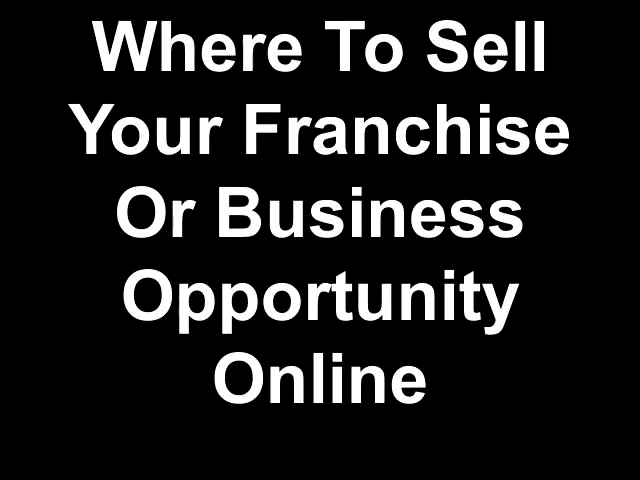 Where To Sell
Your Franchise
Or Business
Opportunity
Online